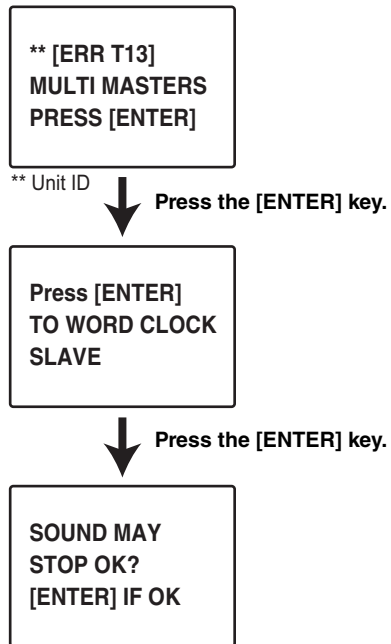 ** [ERR T13]
MULTI MASTERS
PRESS [ENTER]
** Unit ID
Press the [ENTER] key.
Press [ENTER]
TO WORD CLOCK
SLAVE
Press the [ENTER] key.
SOUND MAY
STOP OK?
[ENTER] IF OK